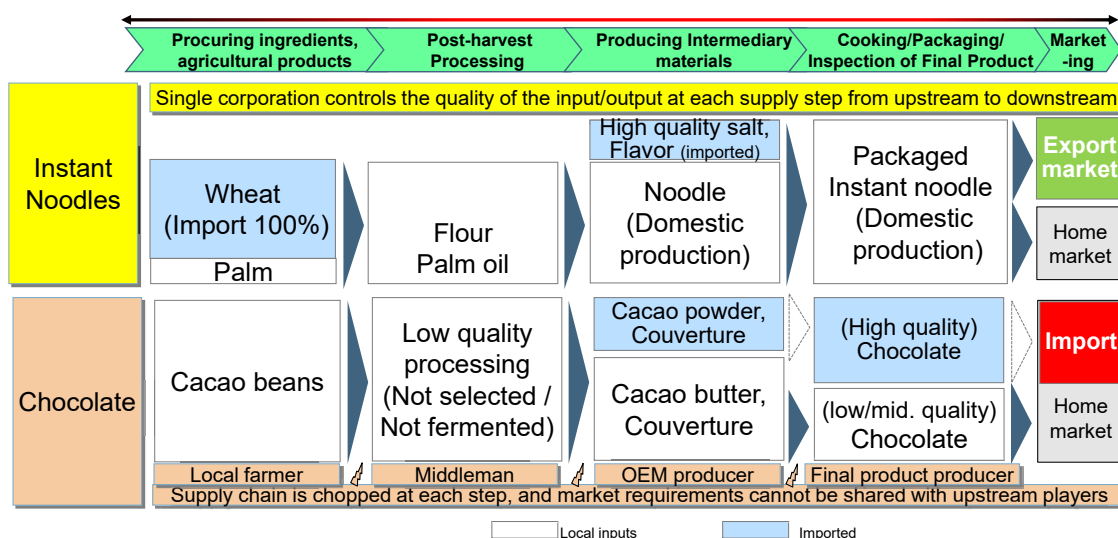 Procuring ingredients,
agricultural products
Post-harvest
Processing
Producing Intermediary
materials
Cooking/Packaging/
Inspection of Final Product
Market
-ing
Single corporation controls the quality of the input/output at each supply step from upstream to downstream
Instant
Noodles
Wheat
(Import 100%)
Palm
Flour
Palm oil
High quality salt,
Flavor (imported)
Noodle
(Domestic
production)
Packaged
Instant noodle
(Domestic
production)
Export
market
Home
market
Chocolate
Cacao beans
Low quality
processing
(Not selected /
Not fermented)
Cacao powder,
Couverture
Cacao butter,
Couverture
(High quality)
Chocolate
(low/mid. quality)
Chocolate
Import
Home
market
Local farmer
Middleman
OEM producer
Final product producer
Supply chain is chopped at each step, and market requirements cannot be shared with upstream players
Local inputs
Imported